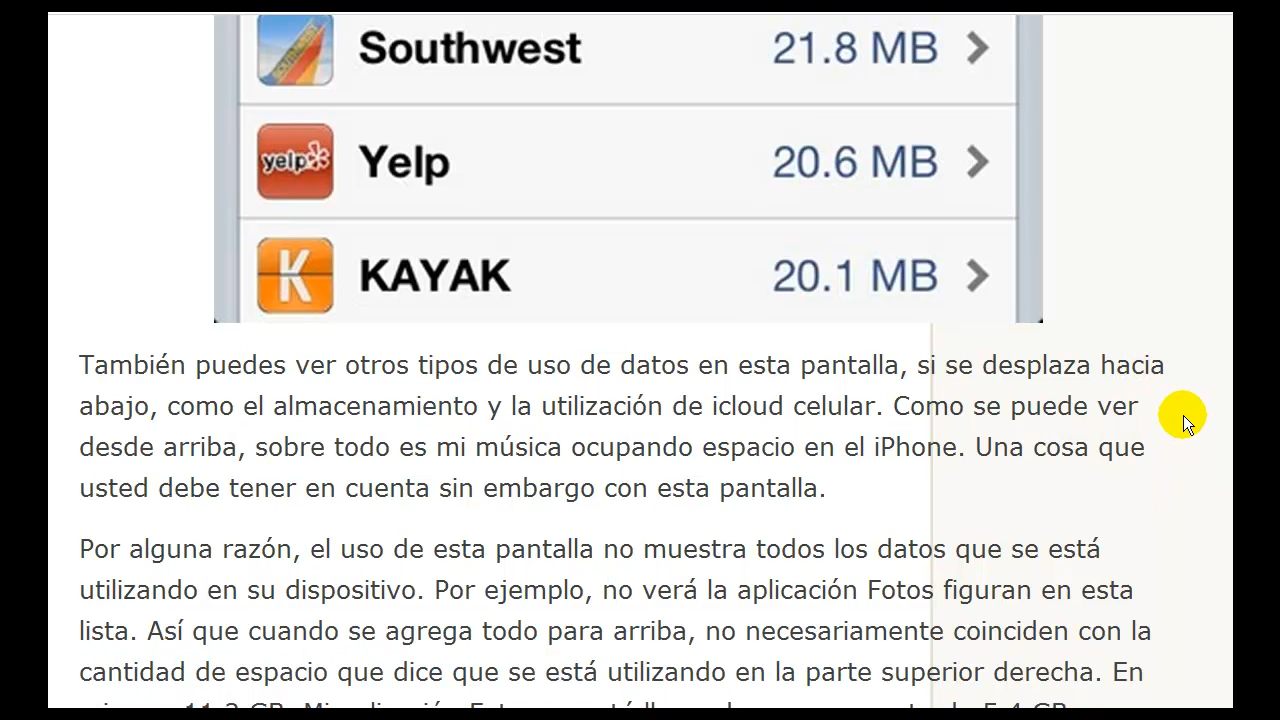 Southwest 21.8 MB
yelp Yelp 20.6 MB
K KAYAK 20.1 MB
También puedes ver otros tipos de uso de datos en esta pantalla, si se desplaza hacia
abajo, como el almacenamiento y la utilización de icloud celular. Como se puede ver
desde arriba, sobre todo es mi música ocupando espacio en el iPhone. Una cosa que
usted debe tener en cuenta sin embargo con esta pantalla.
Por alguna razón, el uso de esta pantalla no muestra todos los datos que se está
utilizando en su dispositivo. Por ejemplo, no verá la aplicación Fotos figuran en esta
lista. Así que cuando se agrega todo para arriba, no necesariamente coinciden con la
cantidad de espacio que dice que se está utilizando en la parte superior derecha. En